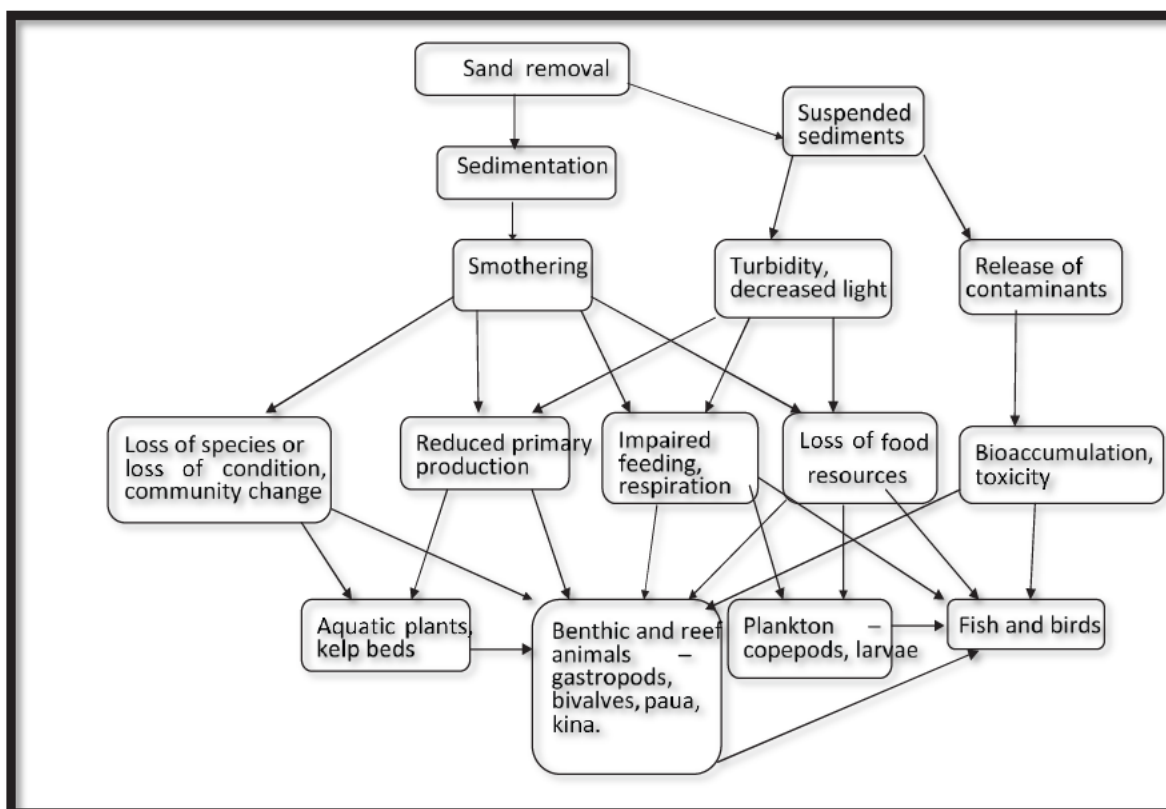 Sand removal
Suspended
sediments
Sedimentation
Smothering
Turbidity,
decreased light
Release of
contaminants
Loss of species or
loss of condition,
community change
Reduced primary
production
Impaired
feeding,
respiration
Loss of food
resources
Bioaccumulation,
toxicity
Aquatic plants,
kelp beds
Benthic and reef
animals –
gastropods,
bivalves, paua,
kina.
Plankton –
copepods, larvae
Fish and birds